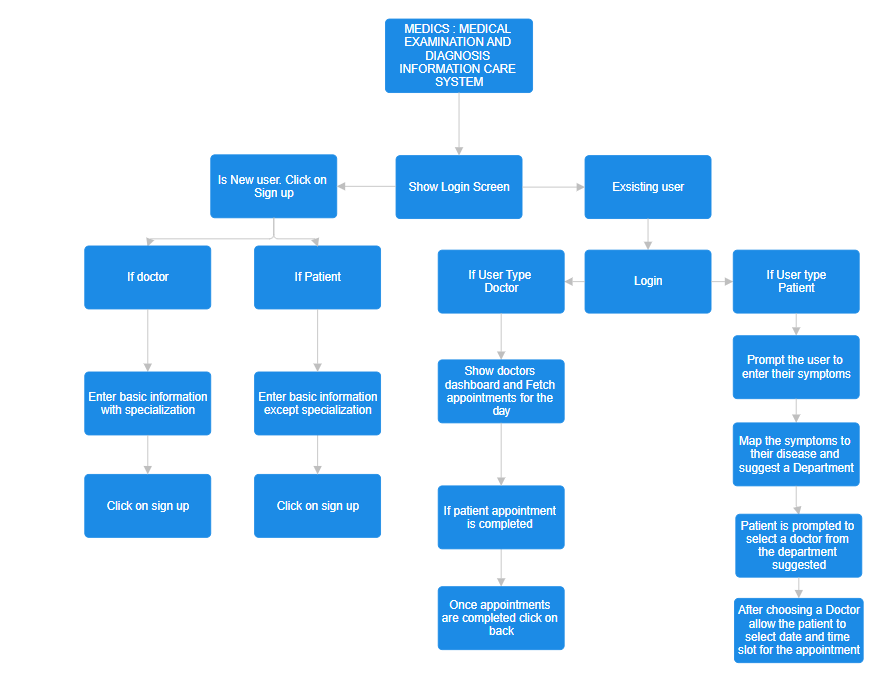 MEDICS : MEDICAL
EXAMINATION AND
DIAGNOSIS
INFORMATION CARE
SYSTEM
Is New user. Click on
Sign up
Show Login Screen
Exsisting user
If doctor
If Patient
If User Type
Doctor
Login
If User type
Patient
Enter basic information
with specialization
Enter basic information
except specialization
Show doctors
dashboard and Fetch
appointments for the
day
Prompt the user to
enter their symptoms
Map the symptoms to
their disease and
suggest a Department
Click on sign up
Click on sign up
If patient appointment
is completed
Patient is prompted to
select a doctor from
the department
suggested
Once appointments
are completed click on
back
After choosing a Doctor
allow the patient to
select date and time
slot for the appointment